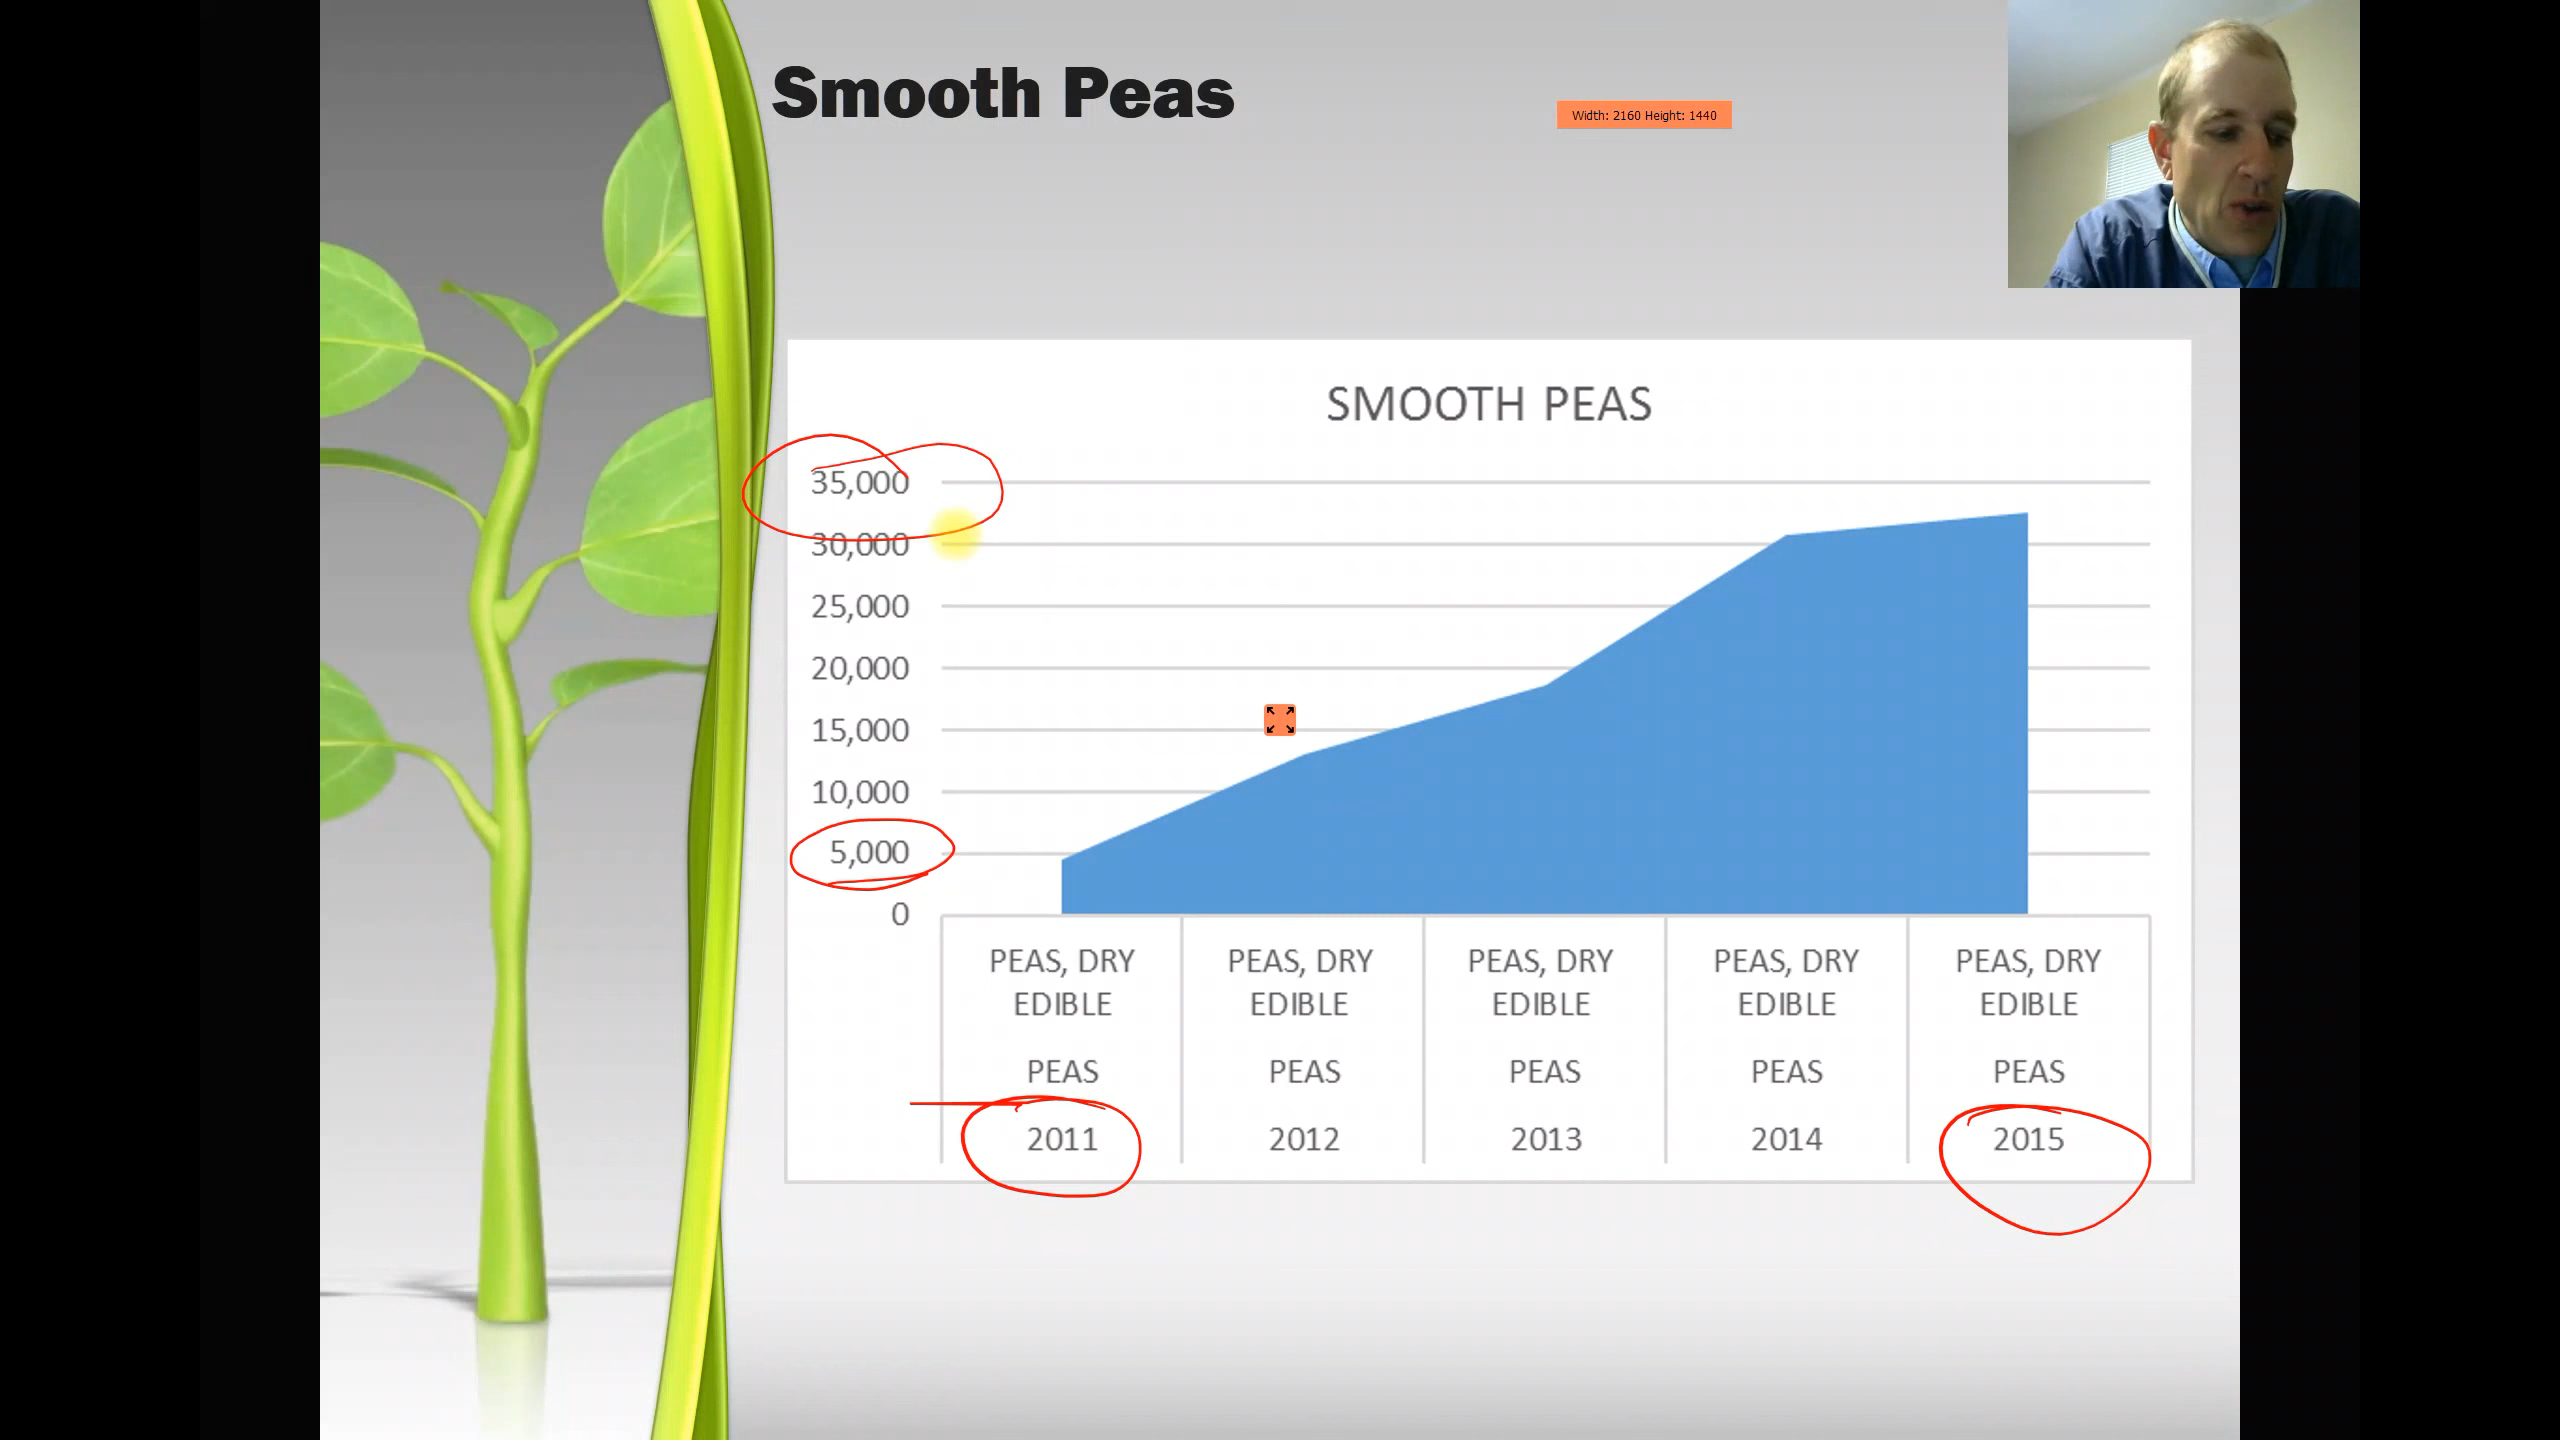 Smooth Peas
Width: 2160 Height: 1440
SMOOTH PEAS
35,000
30,000
25,000
20,000
15,000
10,000
5,000
0
PEAS, DRY EDIBLE PEAS, DRY EDIBLE PEAS, DRY EDIBLE PEAS, DRY EDIBLE PEAS, DRY EDIBLE
PEAS PEAS PEAS PEAS PEAS
2011 2012 2013 2014 2015